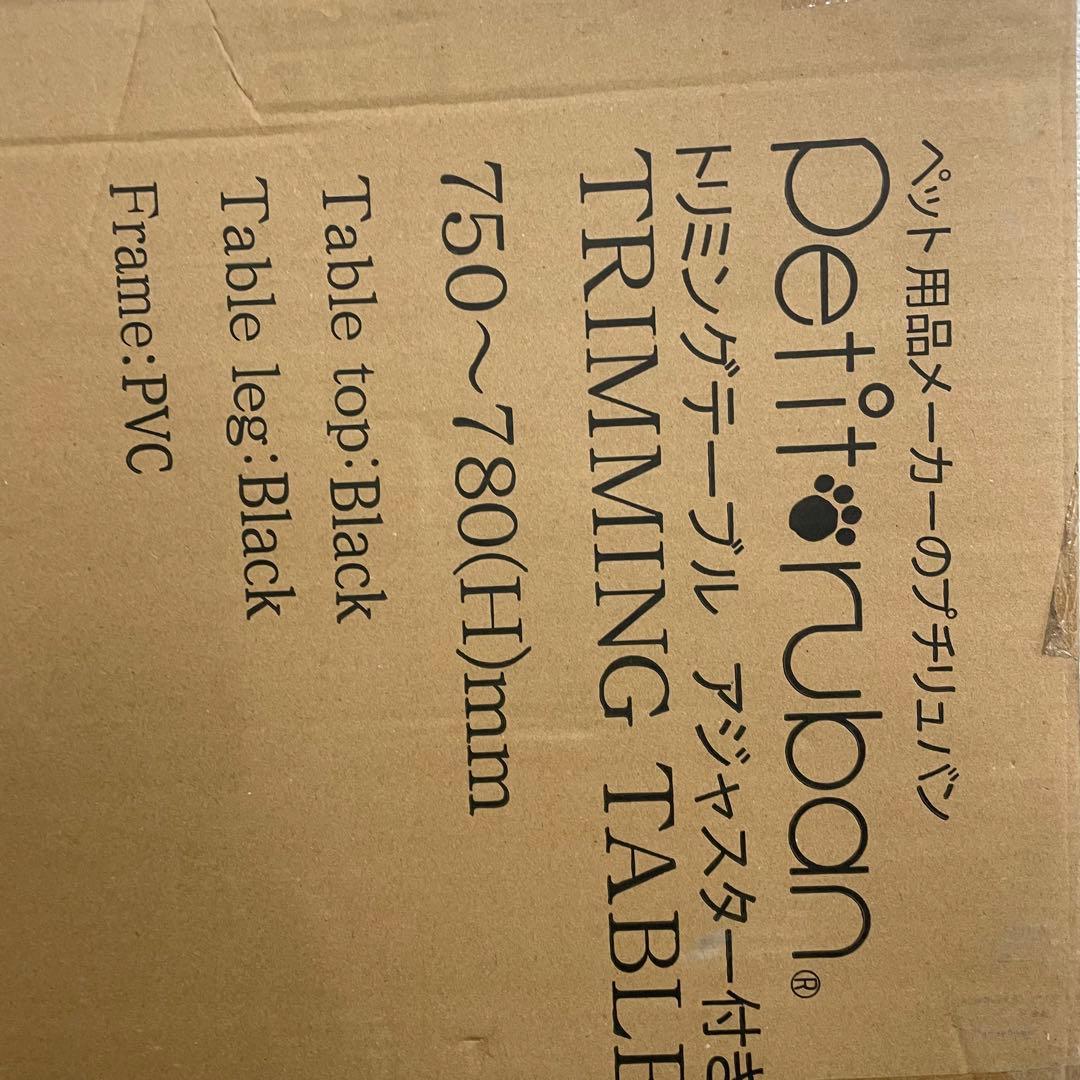 ペット用品メーカーのプチリュバン
petit ruban®
トリミングテーブル アジャスター付き
TRIMMING TABLE
750～780(H)mm
Table top:Black
Table leg:Black
Frame:PVC